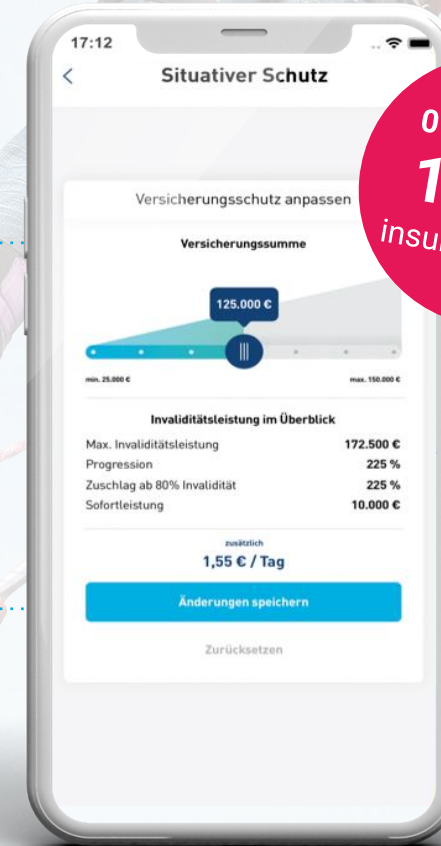 17:12
Situativer Schutz
Versicherungsschutz anpassen
Versicherungssumme
125.000 €
min. 25.000 €
max. 150.000 €
Invaliditätsleistung im Überblick
Max. Invaliditätsleistung 172.500 €
Progression 225 %
Zuschlag ab 80% Invalidität 225 %
Sofortleistung 10.000 €
zusätzlich
1,55 € / Tag
Änderungen speichern
Zurücksetzen